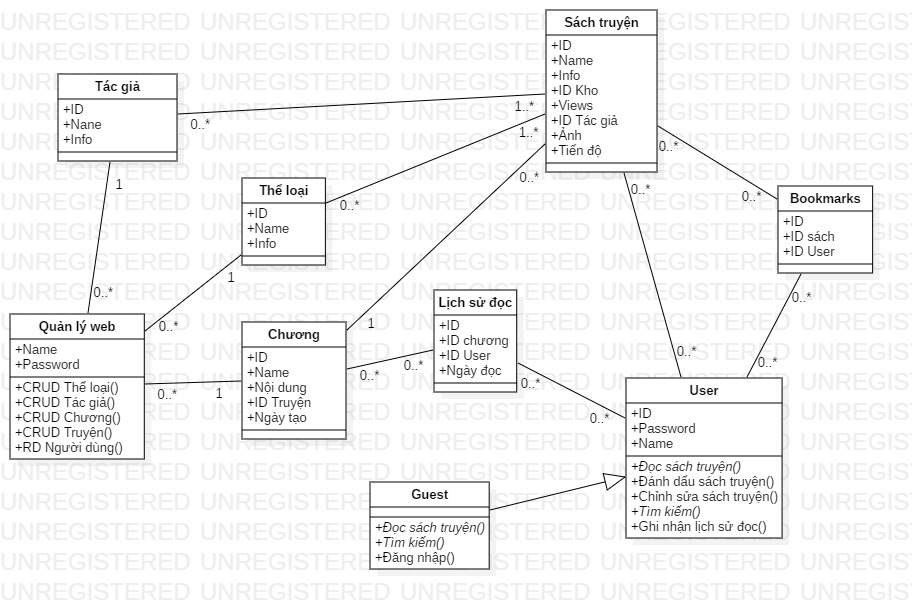 Sách truyện
+ID
+Name
+Info
+ID Kho
+Views
+ID Tác giả
+Ảnh
+Tiến độ
Tác giả
+ID
+Nane
+Info
0..*
1..*
1..*
0..*
0..*
0..*
0..*
1
Thể loại
+ID
+Name
+Info
0..*
1
Bookmarks
+ID
+ID sách
+ID User
0..*
0..*
0..*
Quản lý web
+Name
+Password
+CRUD Thể loại()
+CRUD Tác giả()
+CRUD Chương()
+CRUD Truyện()
+RD Người dùng()
0..*
1
Chương
+ID
+Name
+Nội dung
+ID Truyện
+Ngày tạo
1
0..*
0..*
Lịch sử đọc
+ID
+ID chương
+ID User
+Ngày đọc
0..*
0..*
0..*
0..*
User
+ID
+Password
+Name
+Đọc sách truyện()
+Đánh dấu sách truyện()
+Chỉnh sửa sách truyện()
+Tìm kiếm()
+Ghi nhận lịch sử đọc()
Guest
+Đọc sách truyện()
+Tìm kiếm()
+Đăng nhập()
UNREGISTERED